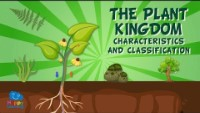 THE PLANT
KINGDOM
CHARACTERISTICS
AND CLASSIFICATION